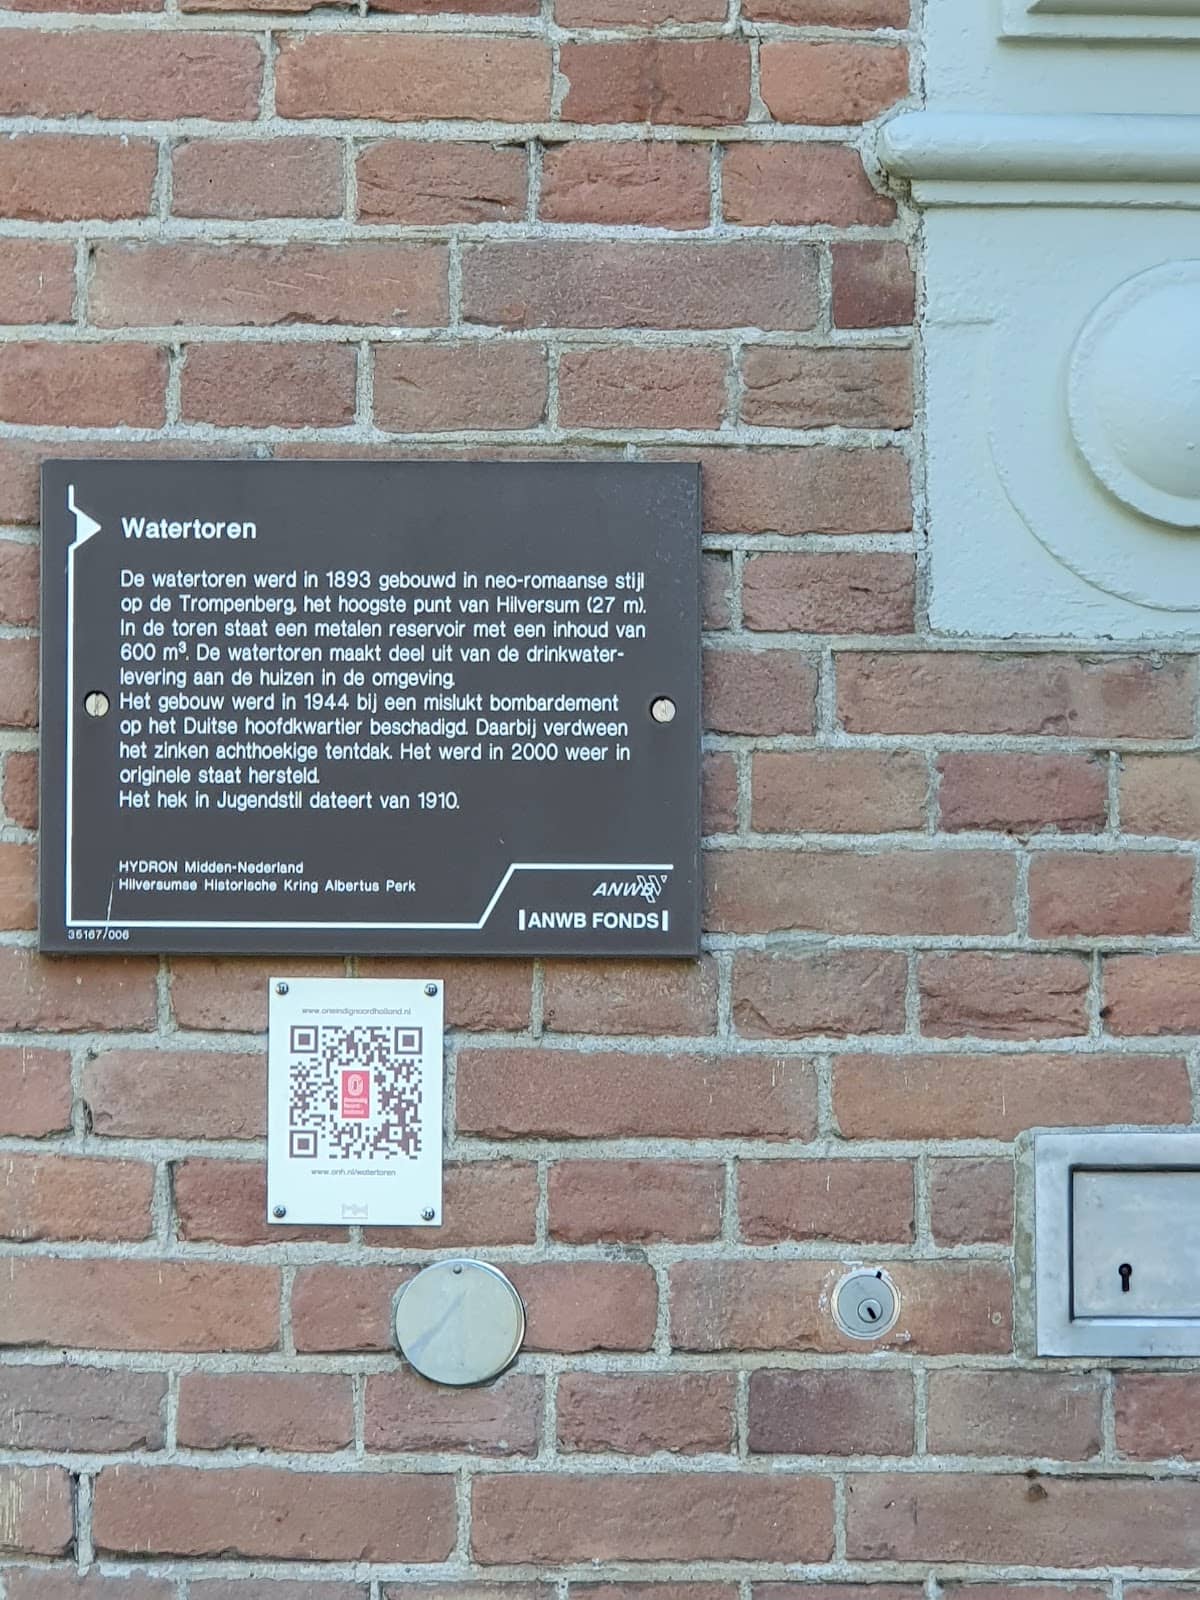 Watertoren
De watertoren werd in 1893 gebouwd in neo-romaanse stijl
op de Trompenberg, het hoogste punt van Hilversum (27 m).
In de toren staat een metalen reservoir met een inhoud van
600 m³. De watertoren maakt deel uit van de drinkwater-
levering aan de huizen in de omgeving.
Het gebouw werd in 1944 bij een mislukt bombardement
op het Duitse hoofdkwartier beschadigd. Daarbij verdween
het zinken achthoekige tentdak. Het werd in 2000 weer in
originele staat hersteld.
Het hek in Jugendstil dateert van 1910.
HYDRON Midden-Nederland
Hilversumse Historische Kring Albertus Perk
ANWB
ANWB FONDS
35167/006
www.oneindignoordholland.nl
Oneindig
Noord-
Holland
www.onh.nl/watertoren